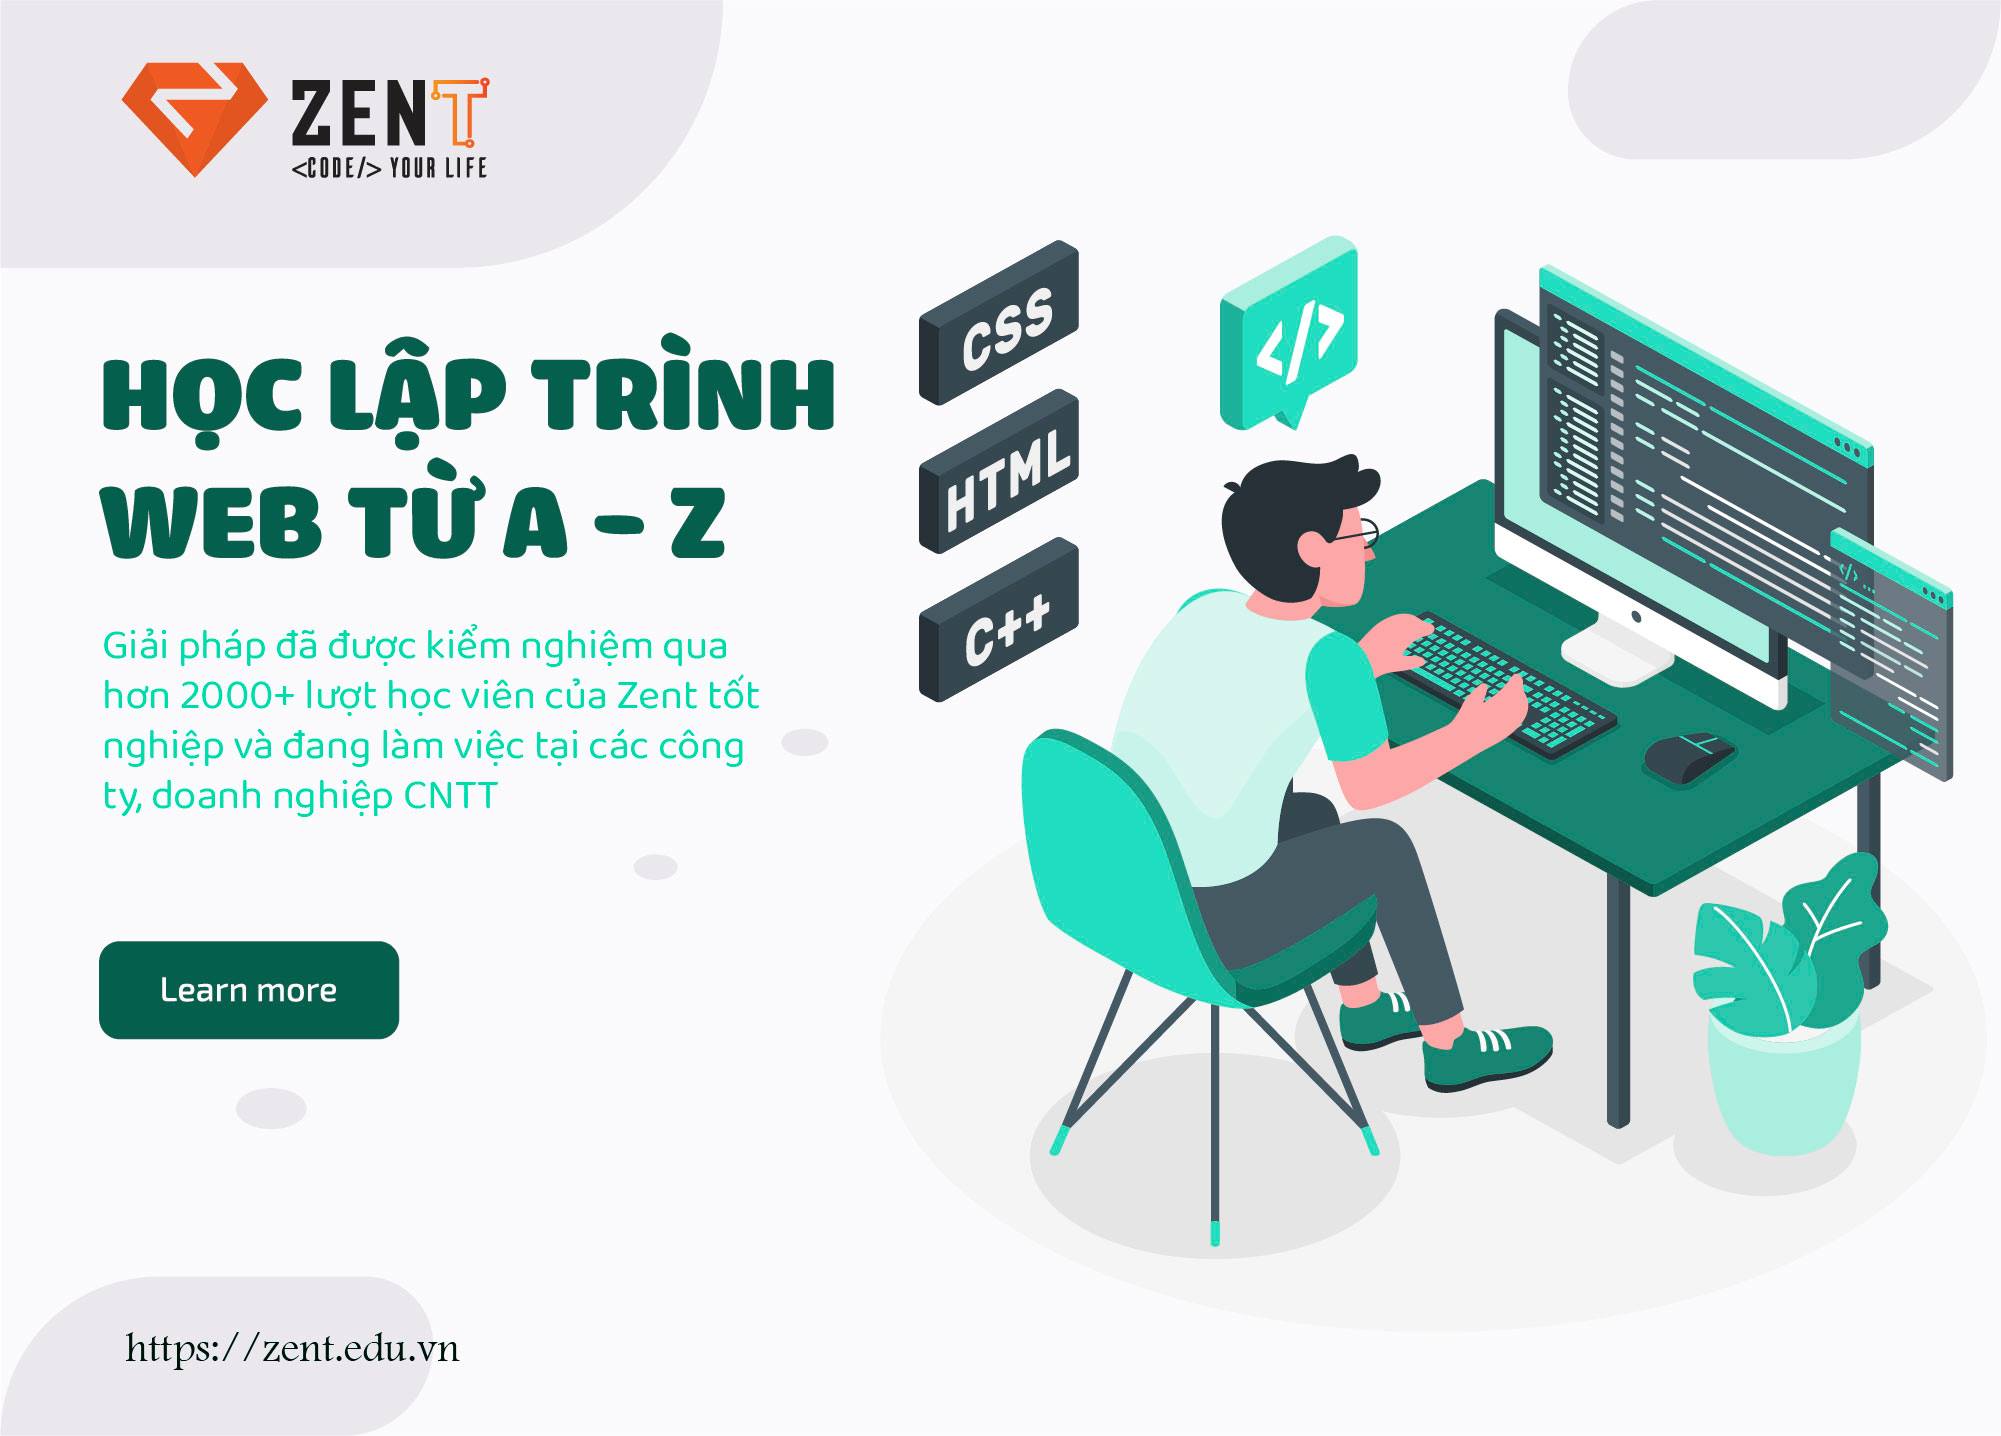 ZENT
<CODE/> YOUR LIFE
HỌC LẬP TRÌNH
WEB TỪ A - Z
Giải pháp đã được kiểm nghiệm qua
hơn 2000+ lượt học viên của Zent tốt
nghiệp và đang làm việc tại các công
ty, doanh nghiệp CNTT
Learn more
https://zent.edu.vn
CSS
</>
HTML
C++
</>